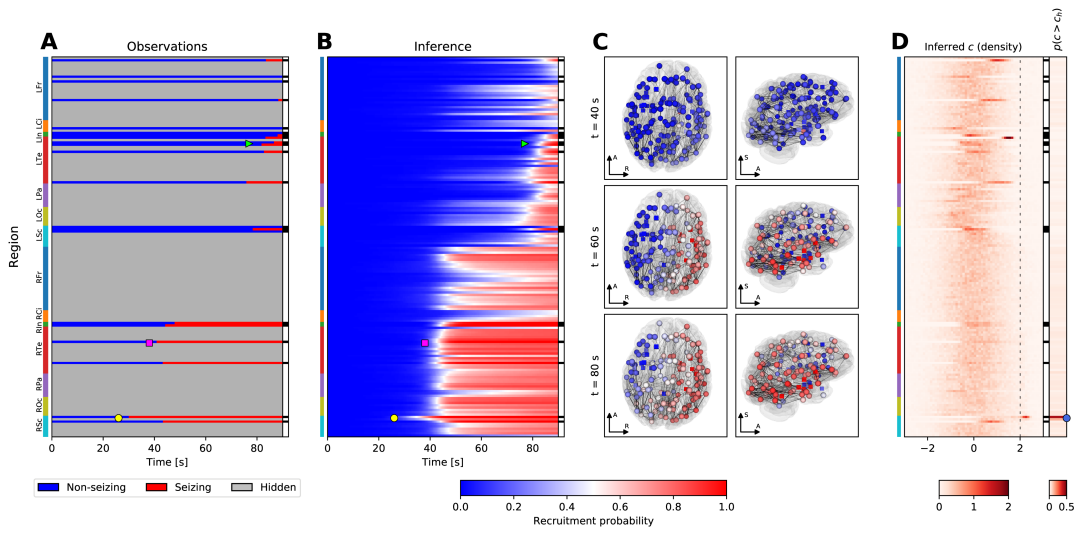 A
Observations
B
Inference
C
D
Inferred c (density)
p(c > c_h)
Region
LFr
LCi
LIn
LTe
LPa
LOc
LSc
RFr
RCi
RIn
RTe
RPa
ROc
RSc
0 20 40 60 80
Time [s]
0 20 40 60 80
Time [s]
t = 40 s
A
R
S
A
t = 60 s
A
R
S
A
t = 80 s
A
R
S
A
−2 0 2
Non-seizing Seizing Hidden
0.0 0.2 0.4 0.6 0.8 1.0
Recruitment probability
0 1 2
0 0.5